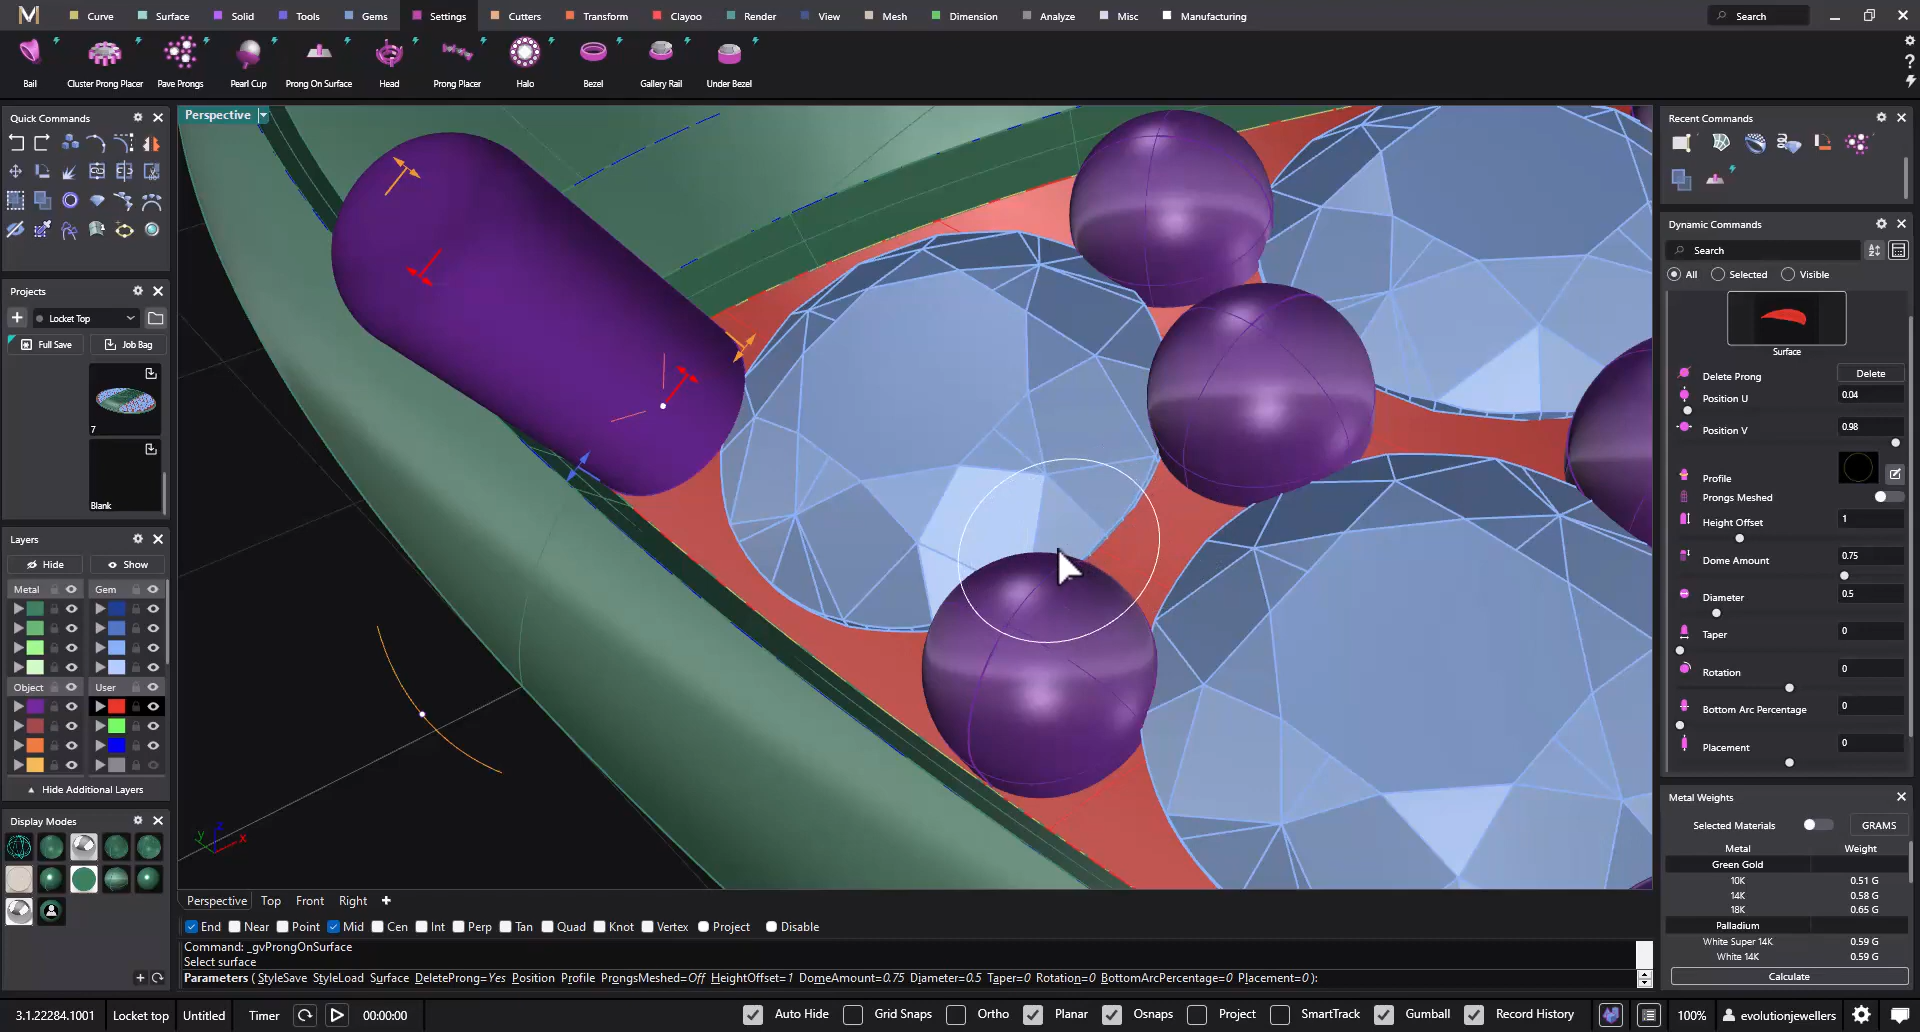 Curve Surface Solid Tools Gems Settings Cutters Transform Clayoo Render View Mesh Dimension Analyze Misc Manufacturing Search
Bail Cluster Prong Placer Pave Prongs Pearl Cup Prong On Surface Head Prong Placer Halo Bezel Gallery Rail Under Bezel
Quick Commands
Projects
Locket Top
Full Save Job Bag
7
Blank
Layers
Hide Show
Metal Gem
Object User
Hide Additional Layers
Display Modes
Perspective
z
y
x
Perspective Top Front Right
End Near Point Mid Cen Int Perp Tan Quad Knot Vertex Project Disable
Command: _gvProngOnSurface
Select surface
Parameters ( StyleSave StyleLoad Surface DeleteProng=Yes Position Profile ProngsMeshed=Off HeightOffset=1 DomeAmount=0.75 Diameter=0.5 Taper=0 Rotation=0 BottomArcPercentage=0 Placement=0 ):
Recent Commands
Dynamic Commands
Search
All Selected Visible
Surface
Delete Prong Delete
Position U 0.04
Position V 0.98
Profile
Prongs Meshed
Height Offset 1
Dome Amount 0.75
Diameter 0.5
Taper 0
Rotation 0
Bottom Arc Percentage 0
Placement 0
Metal Weights
Selected Materials GRAMS
Metal Weight
Green Gold
10K 0.51 G
14K 0.58 G
18K 0.65 G
Palladium
White Super 14K 0.59 G
White 14K 0.59 G
Calculate
3.1.22284.1001 Locket top Untitled Timer 00:00:00 Auto Hide Grid Snaps Ortho Planar Osnaps Project SmartTrack Gumball Record History 100% evolutionjewellers